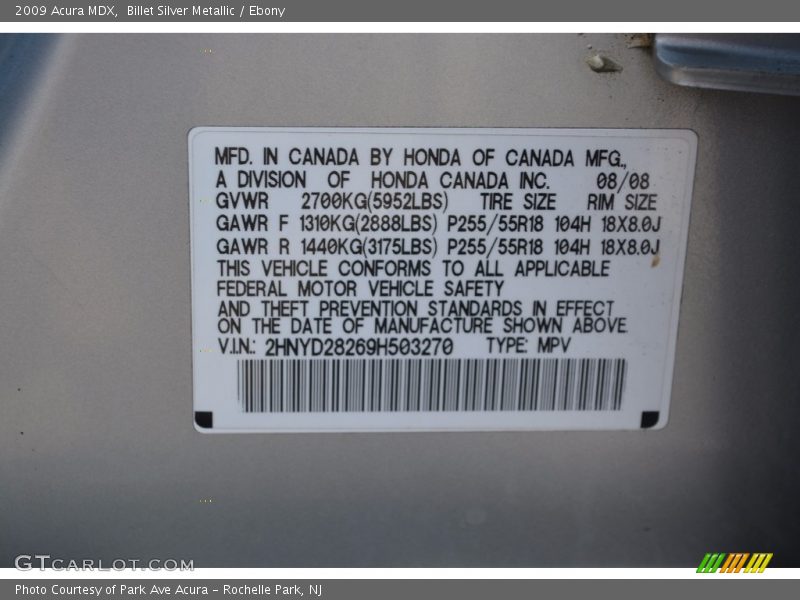 2009 Acura MDX,  Billet Silver Metallic / Ebony
MFD. IN CANADA BY HONDA OF CANADA MFG.,
A DIVISION OF HONDA CANADA INC. 08/08
GVWR 2700KG(5952LBS) TIRE SIZE RIM SIZE
GAWR F 1310KG(2888LBS) P255/55R18 104H 18X8.0J
GAWR R 1440KG(3175LBS) P255/55R18 104H 18X8.0J
THIS VEHICLE CONFORMS TO ALL APPLICABLE
FEDERAL MOTOR VEHICLE SAFETY
AND THEFT PREVENTION STANDARDS IN EFFECT
ON THE DATE OF MANUFACTURE SHOWN ABOVE.
V.I.N.: 2HNYD28269H503270 TYPE: MPV
GTCARLOT.COM
Photo Courtesy of Park Ave Acura - Rochelle Park, NJ